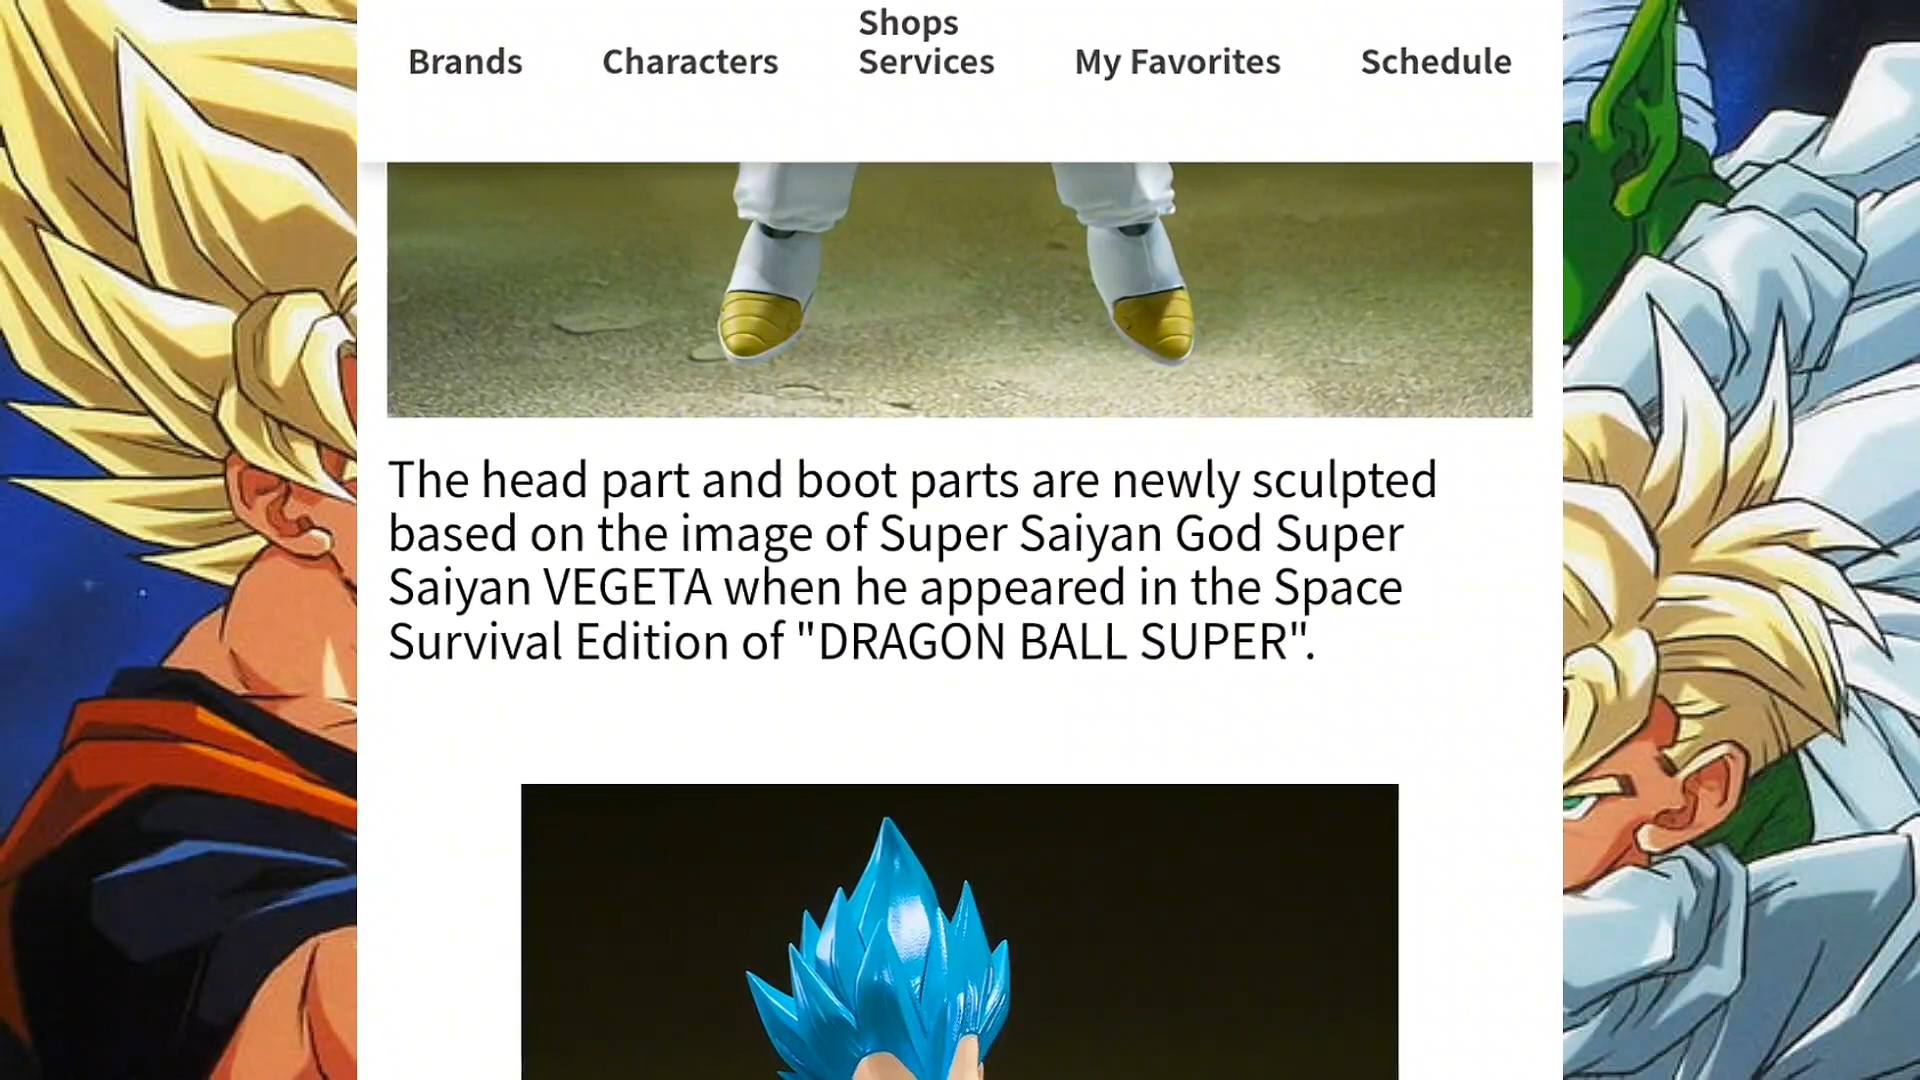 Brands
Characters
Shops
Services
My Favorites
Schedule
The head part and boot parts are newly sculpted
based on the image of Super Saiyan God Super
Saiyan VEGETA when he appeared in the Space
Survival Edition of "DRAGON BALL SUPER".